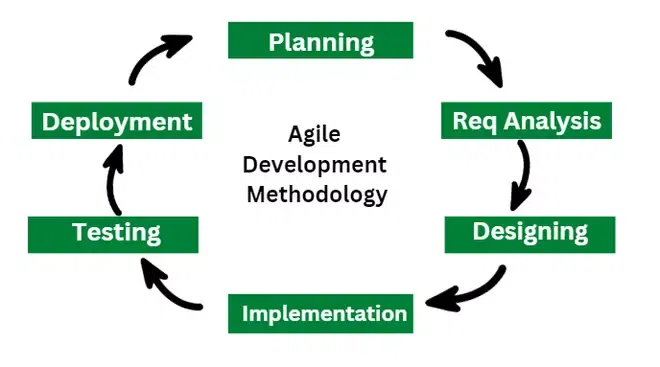 Planning
Req Analysis
Designing
Implementation
Testing
Deployment
Agile
Development
Methodology